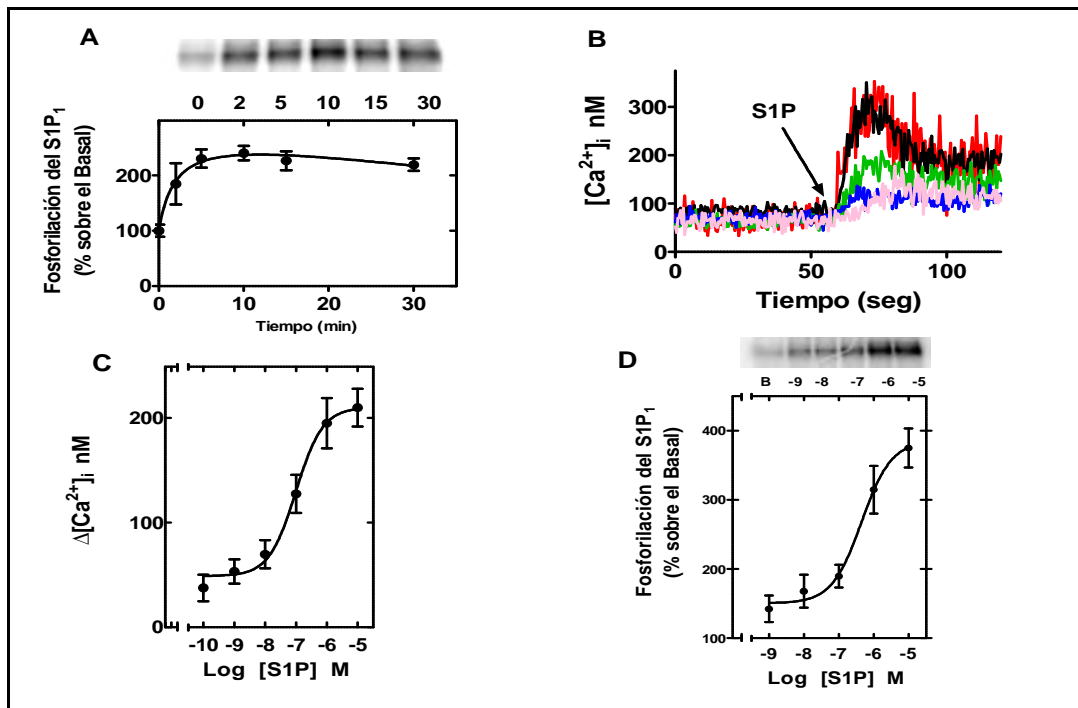 A
0 2 5 10 15 30
Fosforilación del S1P1
(% sobre el Basal)
200
100
0
0 10 20 30
Tiempo (min)
B
S1P
[Ca2+]i nM
300
200
100
0
0 50 100
Tiempo (seg)
C
Δ[Ca2+]i nM
200
100
0
-10 -9 -8 -7 -6 -5
Log [S1P] M
D
B -9 -8 -7 -6 -5
Fosforilación del S1P1
(% sobre el Basal)
400
300
200
100
-9 -8 -7 -6 -5
Log [S1P] M